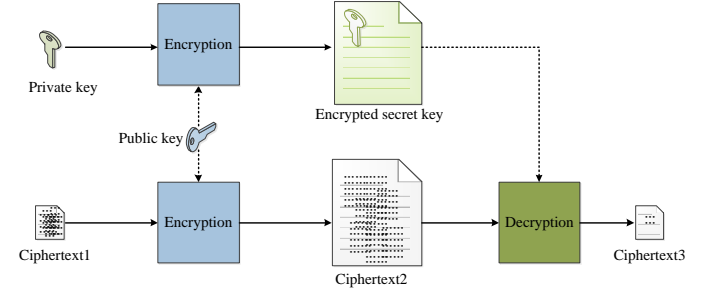 Encryption
Private key
Encrypted secret key
Public key
Encryption
Decryption
Ciphertext1
Ciphertext2
Ciphertext3